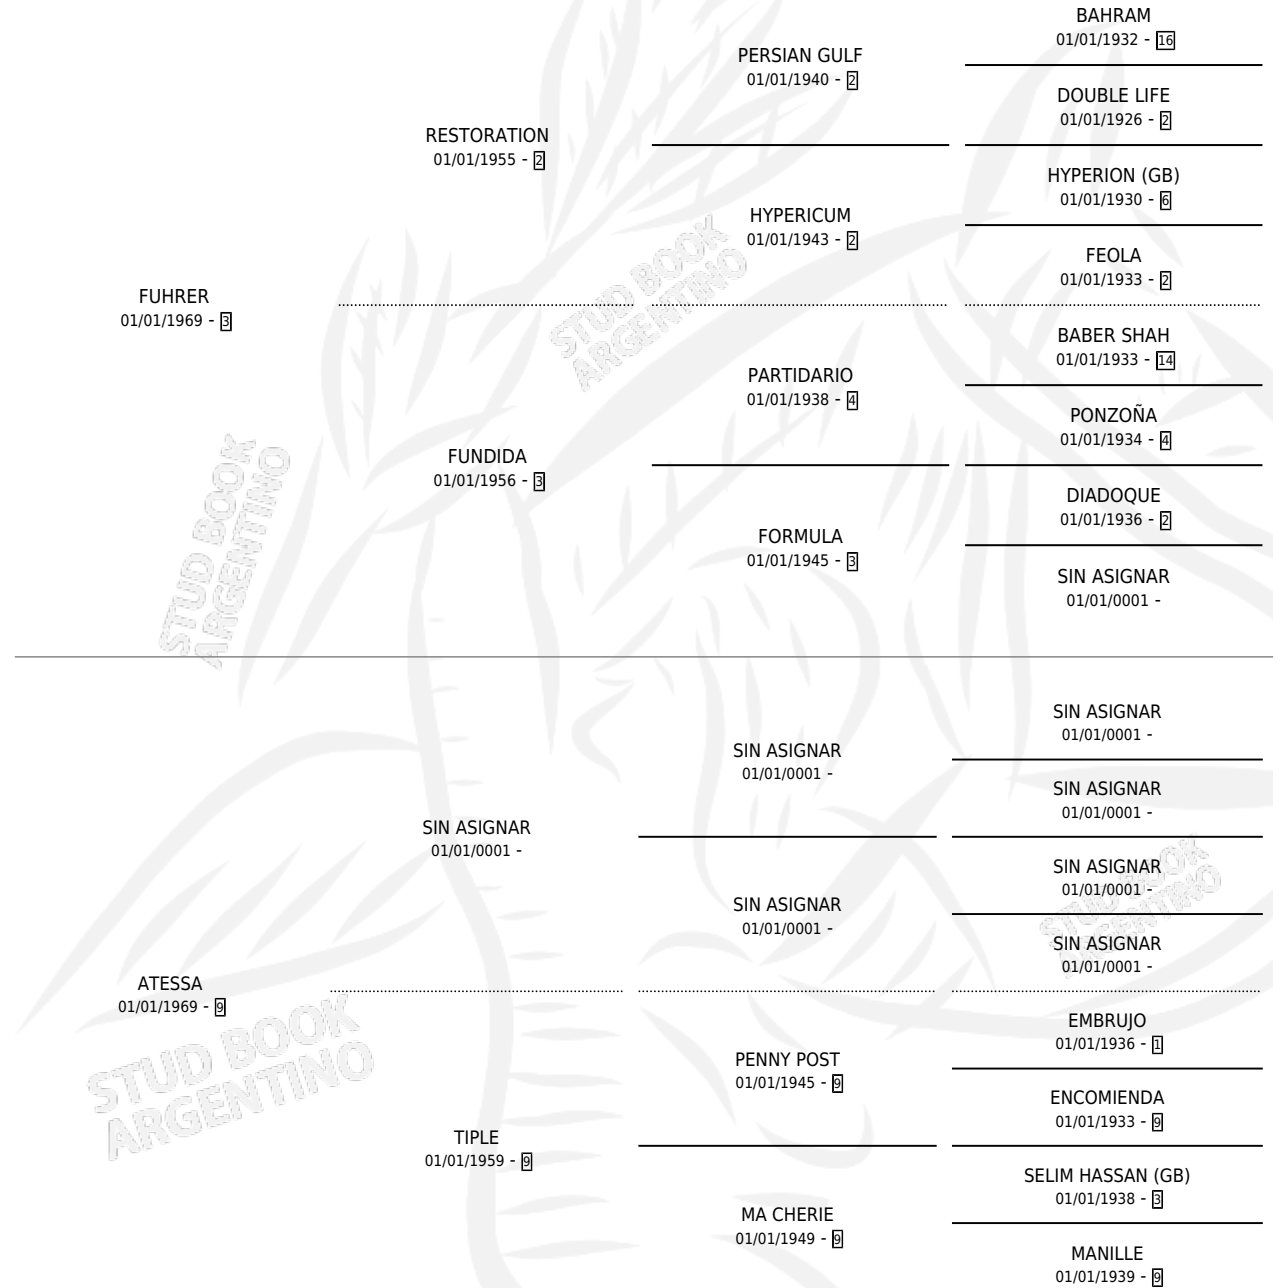 BAHRAM
01/01/1932 - 16
PERSIAN GULF
01/01/1940 - 2
DOUBLE LIFE
01/01/1926 - 2
RESTORATION
01/01/1955 - 2
HYPERION (GB)
01/01/1930 - 6
HYPERICUM
01/01/1943 - 2
FEOLA
01/01/1933 - 2
FUHRER
01/01/1969 - 3
BABER SHAH
01/01/1933 - 14
PARTIDARIO
01/01/1938 - 4
PONZOÑA
01/01/1934 - 4
FUNDIDA
01/01/1956 - 3
DIADOQUE
01/01/1936 - 2
FORMULA
01/01/1945 - 3
SIN ASIGNAR
01/01/0001 -
SIN ASIGNAR
01/01/0001 -
SIN ASIGNAR
01/01/0001 -
SIN ASIGNAR
01/01/0001 -
SIN ASIGNAR
01/01/0001 -
SIN ASIGNAR
01/01/0001 -
SIN ASIGNAR
01/01/0001 -
SIN ASIGNAR
01/01/0001 -
ATESSA
01/01/1969 - 9
EMBRUJO
01/01/1936 - 1
PENNY POST
01/01/1945 - 9
ENCOMIENDA
01/01/1933 - 9
TIPLE
01/01/1959 - 9
SELIM HASSAN (GB)
01/01/1938 - 3
MA CHERIE
01/01/1949 - 9
MANILLE
01/01/1939 - 9
STUD BOOK
ARGENTINO
STUD BOOK
ARGENTINO
STUD BOOK
ARGENTINO
STUD BOOK
ARGENTINO